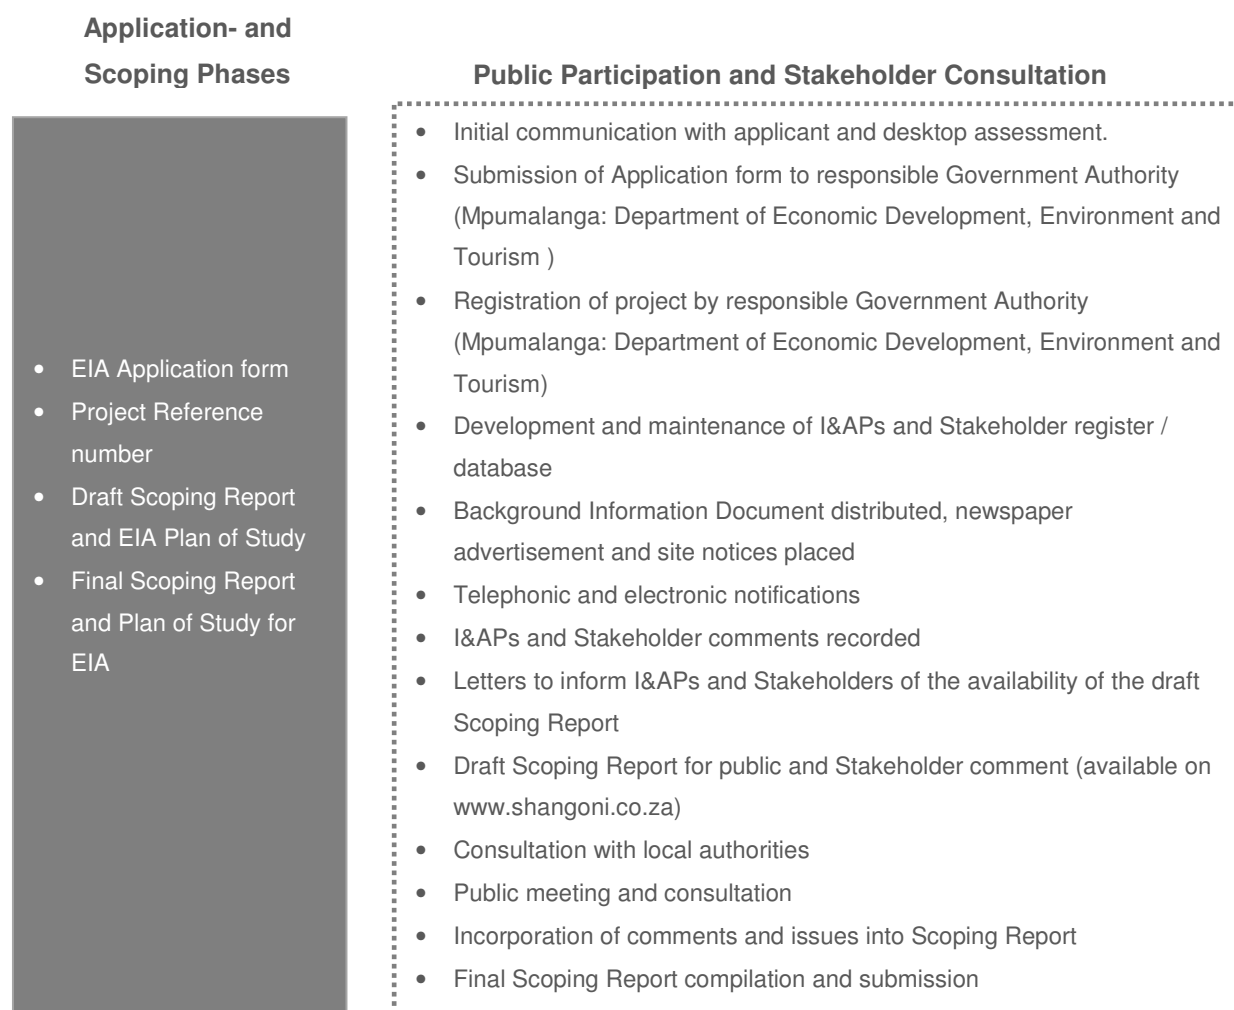 Application- and
Scoping Phases
• EIA Application form
• Project Reference
number
• Draft Scoping Report
and EIA Plan of Study
• Final Scoping Report
and Plan of Study for
EIA
Public Participation and Stakeholder Consultation
• Initial communication with applicant and desktop assessment.
• Submission of Application form to responsible Government Authority
(Mpumalanga: Department of Economic Development, Environment and
Tourism )
• Registration of project by responsible Government Authority
(Mpumalanga: Department of Economic Development, Environment and
Tourism)
• Development and maintenance of I&APs and Stakeholder register /
database
• Background Information Document distributed, newspaper
advertisement and site notices placed
• Telephonic and electronic notifications
• I&APs and Stakeholder comments recorded
• Letters to inform I&APs and Stakeholders of the availability of the draft
Scoping Report
• Draft Scoping Report for public and Stakeholder comment (available on
www.shangoni.co.za)
• Consultation with local authorities
• Public meeting and consultation
• Incorporation of comments and issues into Scoping Report
• Final Scoping Report compilation and submission